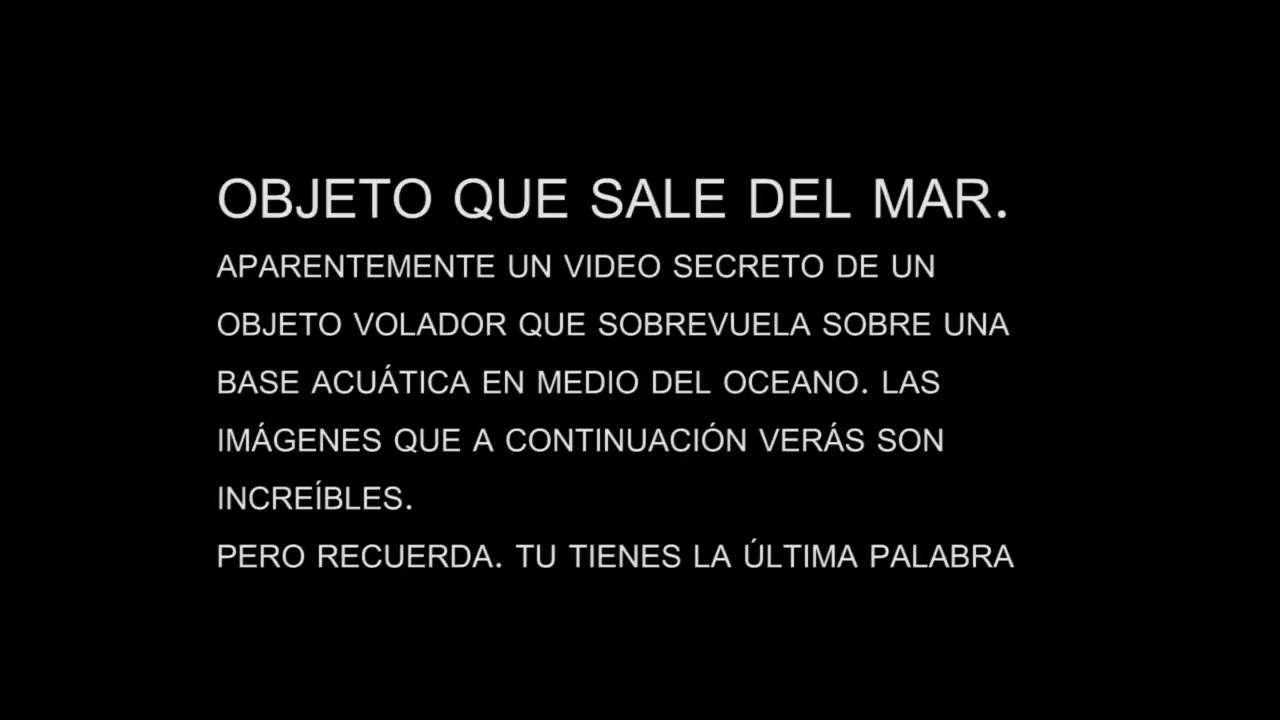 OBJETO QUE SALE DEL MAR.
APARENTEMENTE UN VIDEO SECRETO DE UN
OBJETO VOLADOR QUE SOBREVUELA SOBRE UNA
BASE ACUÁTICA EN MEDIO DEL OCEANO. LAS
IMÁGENES QUE A CONTINUACIÓN VERÁS SON
INCREÍBLES.
PERO RECUERDA. TU TIENES LA ÚLTIMA PALABRA